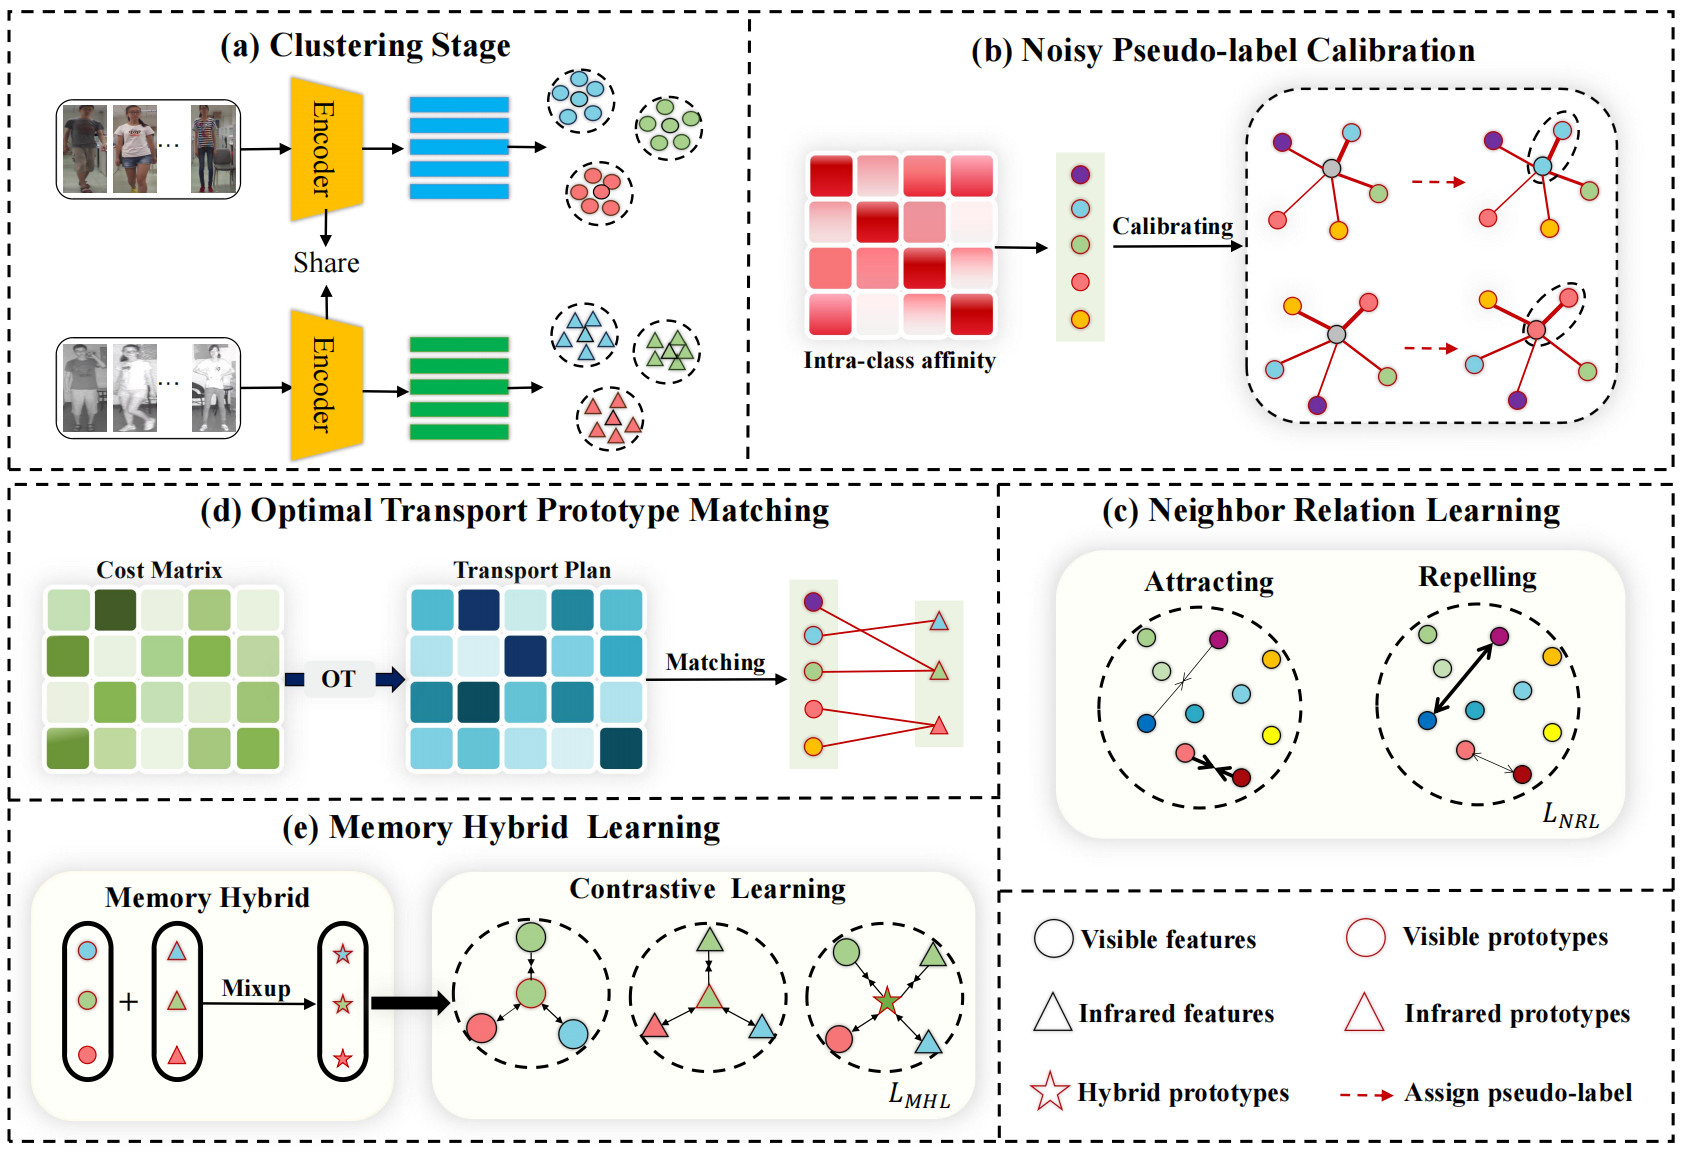 (a) Clustering Stage
Encoder
Share
Encoder
(b) Noisy Pseudo-label Calibration
Intra-class affinity
Calibrating
(d) Optimal Transport Prototype Matching
Cost Matrix
OT
Transport Plan
Matching
(c) Neighbor Relation Learning
Attracting
Repelling
L_{NRL}
(e) Memory Hybrid Learning
Memory Hybrid
+
Mixup
Contrastive Learning
L_{MHL}
Visible features
Visible prototypes
Infrared features
Infrared prototypes
Hybrid prototypes
Assign pseudo-label